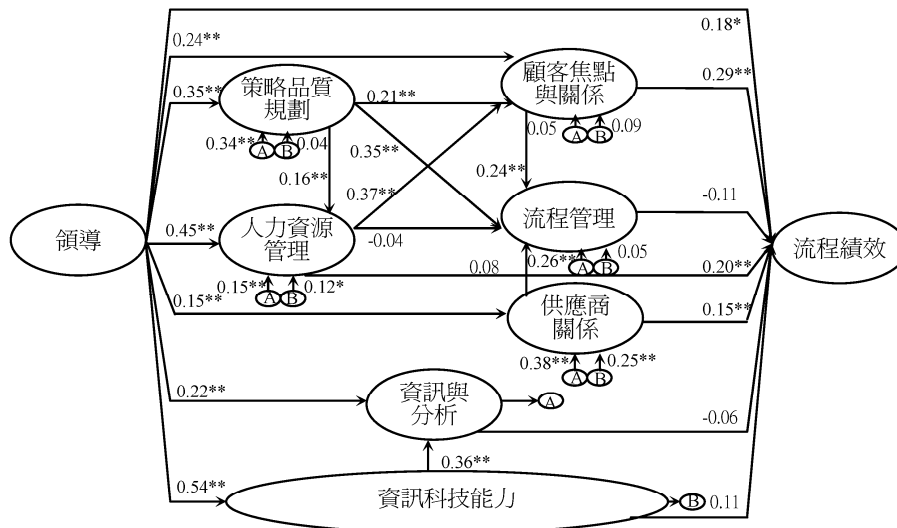 0.18*
0.24**
策略品質
規劃
顧客焦點
與關係
0.29**
0.35**
0.21**
0.34**
A
B
0.04
0.05
A
B
0.09
0.35**
0.16**
0.37**
0.24**
領導
0.45**
人力資源
管理
-0.04
流程管理
-0.11
流程績效
0.08
0.26**
A
B
0.05
0.20**
0.15**
A
B
0.12*
0.15**
供應商
關係
0.15**
0.38**
A
B
0.25**
0.22**
資訊與
分析
A
-0.06
0.36**
0.54**
資訊科技能力
B
0.11